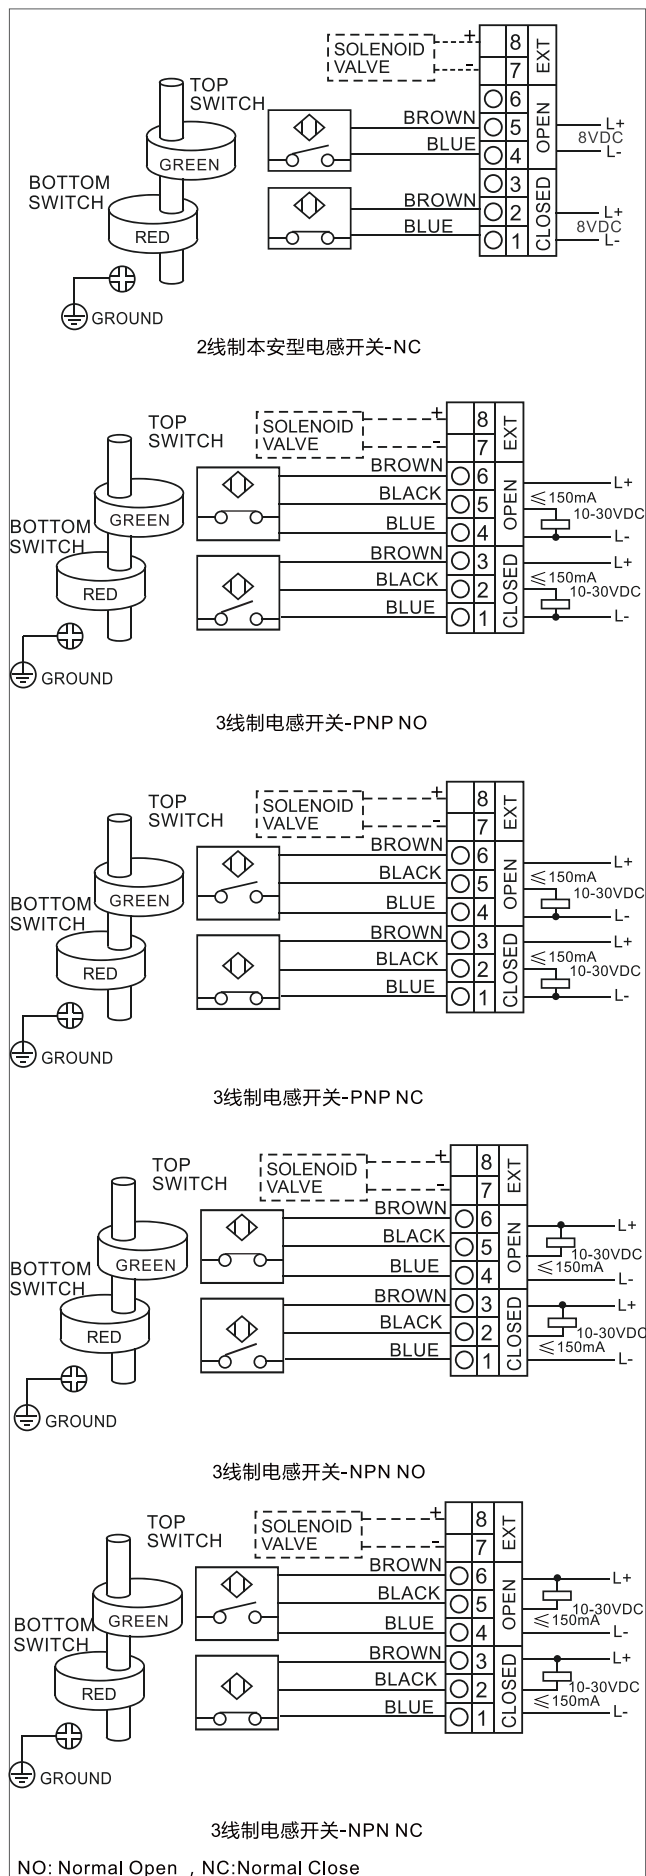 SOLENOID
VALVE
+
-
8
7
EXT
TOP
SWITCH
GREEN
BOTTOM
SWITCH
RED
GROUND
BROWN
BLUE
BROWN
BLUE
6
5
4
OPEN
3
2
1
CLOSED
L+
8VDC
L-
L+
8VDC
L-
2线制本安型电感开关-NC
TOP
SWITCH
SOLENOID
VALVE
+
-
8
7
EXT
GREEN
BOTTOM
SWITCH
RED
GROUND
BROWN
BLACK
BLUE
BROWN
BLACK
BLUE
6
5
4
OPEN
3
2
1
CLOSED
L+
≤150mA
10-30VDC
L-
L+
≤150mA
10-30VDC
L-
3线制电感开关-PNP NO
TOP
SWITCH
SOLENOID
VALVE
+
-
8
7
EXT
GREEN
BOTTOM
SWITCH
RED
GROUND
BROWN
BLACK
BLUE
BROWN
BLACK
BLUE
6
5
4
OPEN
3
2
1
CLOSED
L+
≤150mA
10-30VDC
L-
L+
≤150mA
10-30VDC
L-
3线制电感开关-PNP NC
TOP
SWITCH
SOLENOID
VALVE
+
-
8
7
EXT
GREEN
BOTTOM
SWITCH
RED
GROUND
BROWN
BLACK
BLUE
BROWN
BLACK
BLUE
6
5
4
OPEN
3
2
1
CLOSED
L+
10-30VDC
≤150mA
L-
L+
10-30VDC
≤150mA
L-
3线制电感开关-NPN NO
TOP
SWITCH
SOLENOID
VALVE
+
-
8
7
EXT
GREEN
BOTTOM
SWITCH
RED
GROUND
BROWN
BLACK
BLUE
BROWN
BLACK
BLUE
6
5
4
OPEN
3
2
1
CLOSED
L+
10-30VDC
≤150mA
L-
L+
10-30VDC
≤150mA
L-
3线制电感开关-NPN NC
NO: Normal Open , NC:Normal Close